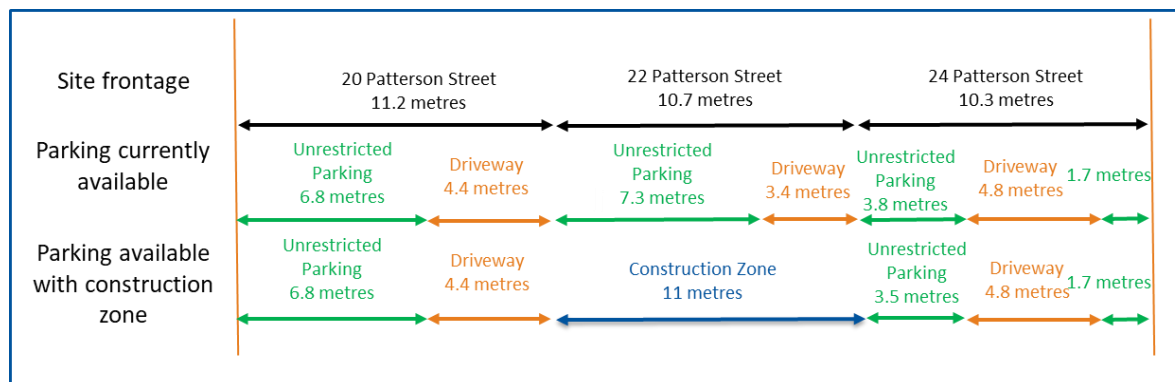 Site frontage
20 Patterson Street
11.2 metres
22 Patterson Street
10.7 metres
24 Patterson Street
10.3 metres
Parking currently
available
Unrestricted
Parking
6.8 metres
Driveway
4.4 metres
Unrestricted
Parking
7.3 metres
Driveway
3.4 metres
Unrestricted
Parking
3.8 metres
Driveway
4.8 metres
1.7 metres
Parking available
with construction
zone
Unrestricted
Parking
6.8 metres
Driveway
4.4 metres
Construction Zone
11 metres
Unrestricted
Parking
3.5 metres
Driveway
4.8 metres
1.7 metres